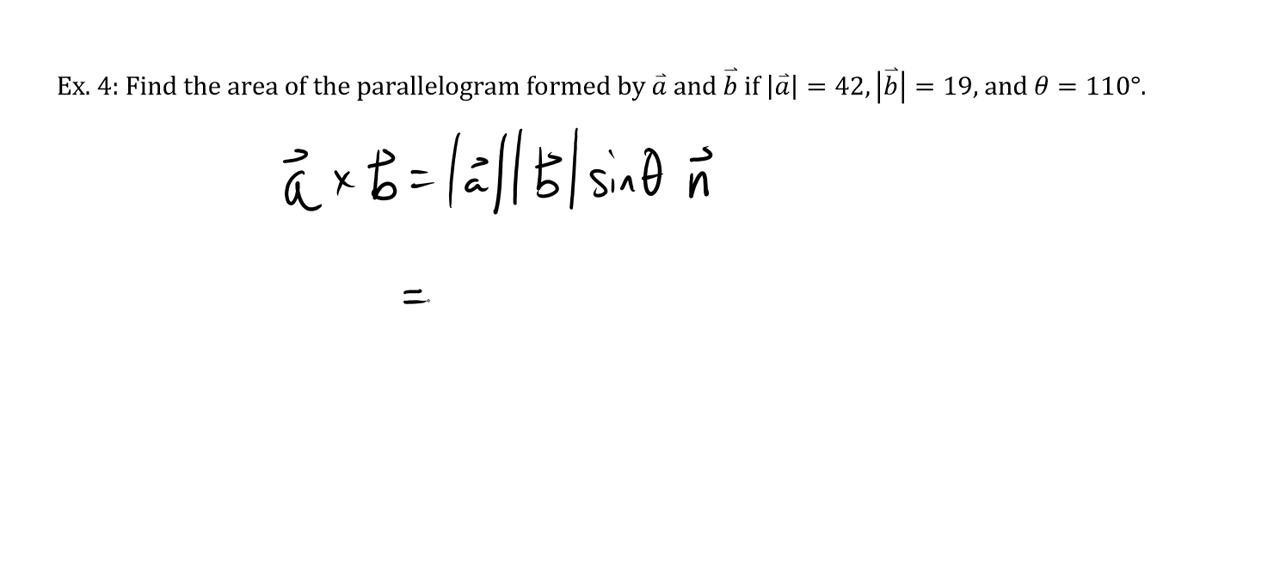 Ex. 4: Find the area of the parallelogram formed by a⃗ and b⃗ if |a⃗| = 42, |b⃗| = 19, and θ = 110°.
a⃗ × b⃗ = |a⃗||b⃗| sinθ n⃗
=